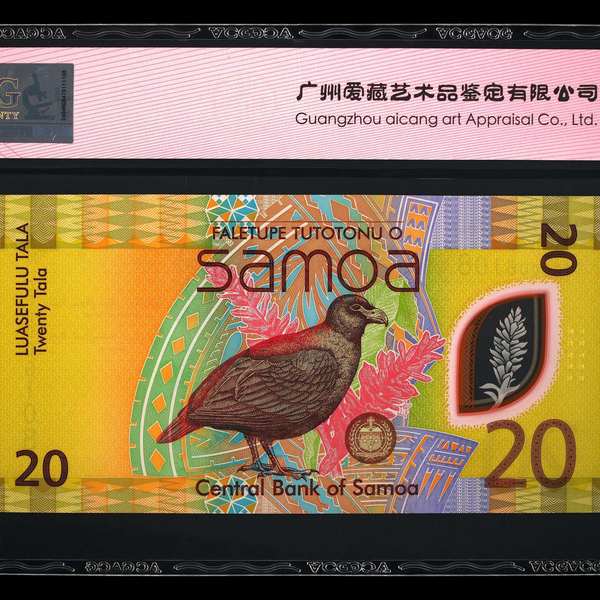 G
NTY
广州爱藏艺术品鉴定有限公司
Guangzhou aicang art Appraisal Co., Ltd.
LUASEFULU TALA
Twenty Tala
FALETUPE TUTOTONU O
samoa
20
20
20
Central Bank of Samoa